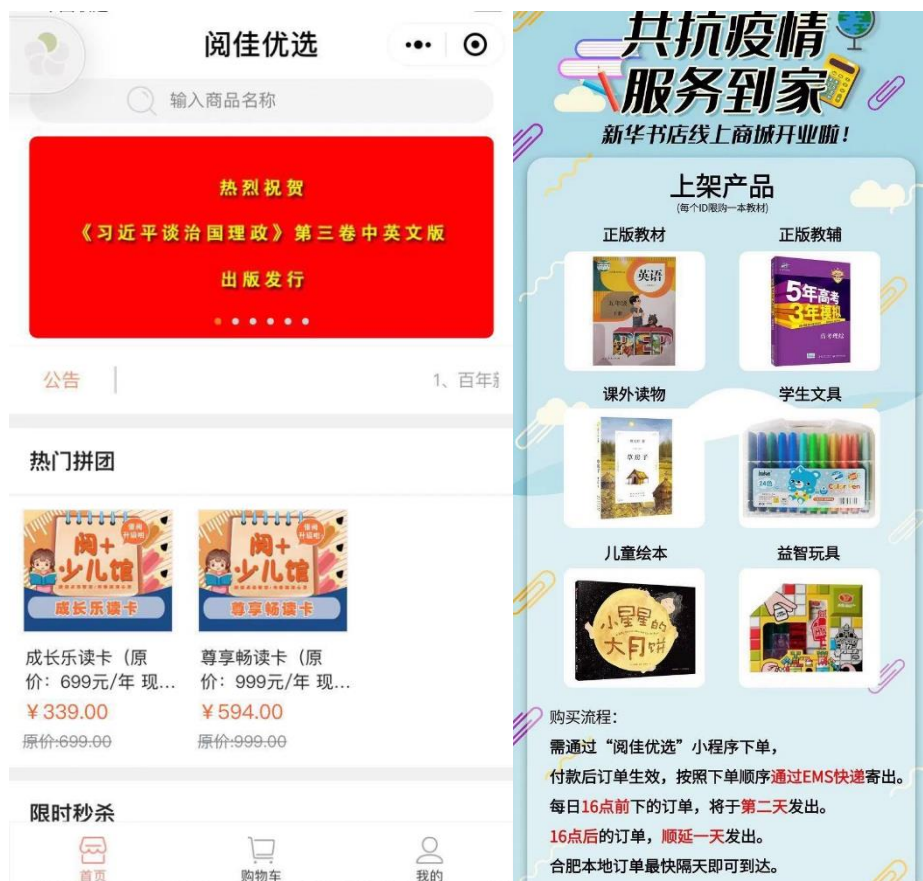 阅佳优选
输入商品名称
热烈祝贺
《习近平谈治国理政》第三卷中英文版
出版发行
公告
1、百年
热门拼团
阅+
少儿馆
成长乐读卡
阅+
少儿馆
尊享畅读卡
成长乐读卡（原
价：699元/年 现...
￥339.00
原价:699.00
尊享畅读卡（原
价：999元/年 现...
￥594.00
原价:999.00
限时秒杀
首页
购物车
我的
共抗疫情
服务到家
新华书店线上商城开业啦！
上架产品
(每个ID限购一本教材)
正版教材
正版教辅
英语
5年高考
3年模拟
课外读物
学生文具
草房子
儿童绘本
益智玩具
小星星的
大月饼
购买流程：
需通过“阅佳优选”小程序下单，
付款后订单生效，按照下单顺序通过EMS快递寄出。
每日16点前下的订单，将于第二天发出。
16点后的订单，顺延一天发出。
合肥本地订单最快隔天即可到达。